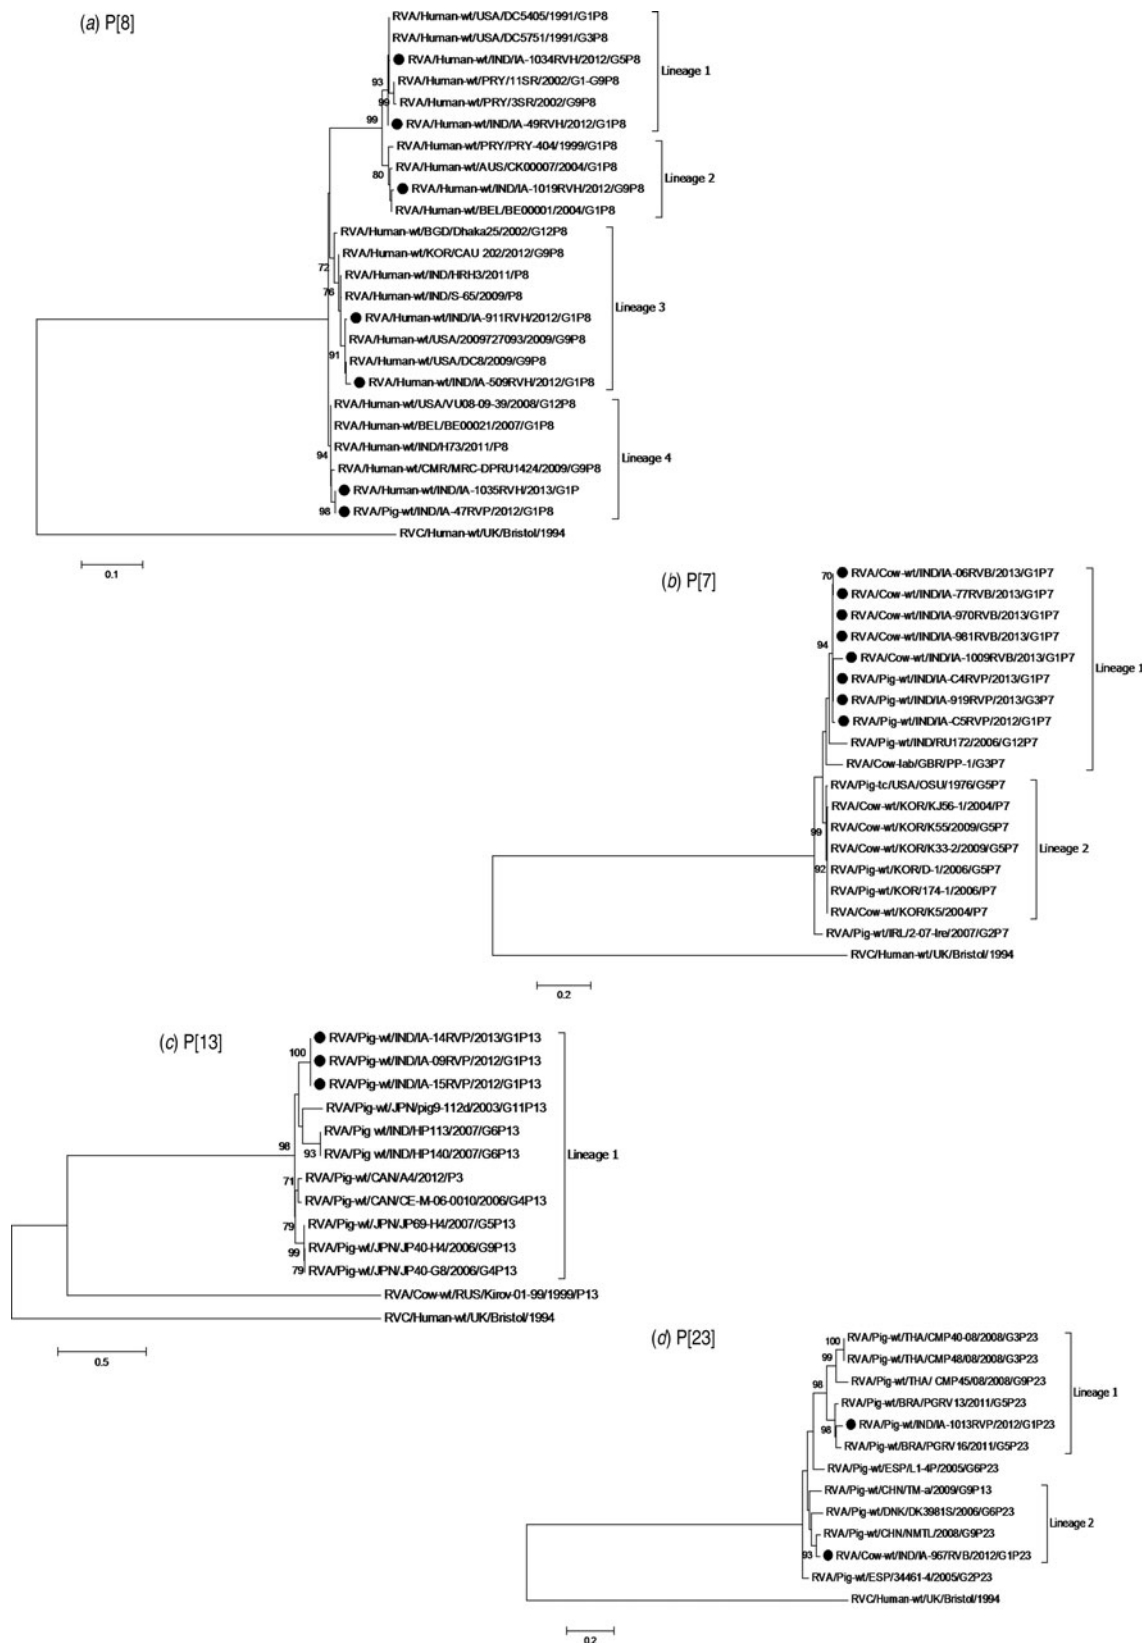 (a) P[8]
RVA/Human-wt/USA/DC5405/1991/G1P8
RVA/Human-wt/USA/DC5751/1991/G3P8
RVA/Human-wt/IND/IA-1034RVH/2012/G5P8
93
RVA/Human-wt/PRY/11SR/2002/G1-G9P8
99
RVA/Human-wt/PRY/3SR/2002/G9P8
99
RVA/Human-wt/IND/IA-49RVH/2012/G1P8
Lineage 1
RVA/Human-wt/PRY/PRY-404/1999/G1P8
RVA/Human-wt/AUS/CK00007/2004/G1P8
80
RVA/Human-wt/IND/IA-1019RVH/2012/G9P8
RVA/Human-wt/BEL/BE00001/2004/G1P8
Lineage 2
RVA/Human-wt/BGD/Dhaka25/2002/G12P8
RVA/Human-wt/KOR/CAU 202/2012/G9P8
72
RVA/Human-wt/IND/HRH3/2011/P8
76
RVA/Human-wt/IND/S-65/2009/P8
RVA/Human-wt/IND/IA-911RVH/2012/G1P8
RVA/Human-wt/USA/2009727093/2009/G9P8
91
RVA/Human-wt/USA/DC8/2009/G9P8
RVA/Human-wt/IND/IA-509RVH/2012/G1P8
Lineage 3
RVA/Human-wt/USA/VU08-09-39/2008/G12P8
RVA/Human-wt/BEL/BE00021/2007/G1P8
RVA/Human-wt/IND/H73/2011/P8
94
RVA/Human-wt/CMR/MRC-DPRU1424/2009/G9P8
RVA/Human-wt/IND/IA-1035RVH/2013/G1P
98
RVA/Pig-wt/IND/IA-47RVP/2012/G1P8
Lineage 4
RVC/Human-wt/UK/Bristol/1994
0.1
(b) P[7]
70
RVA/Cow-wt/IND/IA-06RVB/2013/G1P7
RVA/Cow-wt/IND/IA-77RVB/2013/G1P7
RVA/Cow-wt/IND/IA-970RVB/2013/G1P7
RVA/Cow-wt/IND/IA-981RVB/2013/G1P7
94
RVA/Cow-wt/IND/IA-1009RVB/2013/G1P7
RVA/Pig-wt/IND/IA-C4RVP/2013/G1P7
RVA/Pig-wt/IND/IA-919RVP/2013/G3P7
RVA/Pig-wt/IND/IA-C5RVP/2012/G1P7
RVA/Pig-wt/IND/RU172/2006/G12P7
RVA/Cow-lab/GBR/PP-1/G3P7
Lineage 1
RVA/Pig-tc/USA/OSU/1976/G5P7
RVA/Cow-wt/KOR/KJ56-1/2004/P7
99
RVA/Cow-wt/KOR/K55/2009/G5P7
RVA/Cow-wt/KOR/K33-2/2009/G5P7
92
RVA/Pig-wt/KOR/D-1/2006/G5P7
RVA/Pig-wt/KOR/174-1/2006/P7
RVA/Cow-wt/KOR/K5/2004/P7
Lineage 2
RVA/Pig-wt/IRL/2-07-Ire/2007/G2P7
RVC/Human-wt/UK/Bristol/1994
0.2
(c) P[13]
RVA/Pig-wt/IND/IA-14RVP/2013/G1P13
100
RVA/Pig-wt/IND/IA-09RVP/2012/G1P13
RVA/Pig-wt/IND/IA-15RVP/2012/G1P13
RVA/Pig-wt/JPN/pig9-112d/2003/G11P13
RVA/Pig wt/IND/HP113/2007/G6P13
98
93
RVA/Pig wt/IND/HP140/2007/G6P13
71
RVA/Pig-wt/CAN/A4/2012/P3
RVA/Pig-wt/CAN/CE-M-06-0010/2006/G4P13
79
RVA/Pig-wt/JPN/JP69-H4/2007/G5P13
99
RVA/Pig-wt/JPN/JP40-H4/2006/G9P13
79
RVA/Pig-wt/JPN/JP40-G8/2006/G4P13
Lineage 1
RVA/Cow-wt/RUS/Kirov-01-99/1999/P13
RVC/Human-wt/UK/Bristol/1994
0.5
(d) P[23]
100
RVA/Pig-wt/THA/CMP40-08/2008/G3P23
99
RVA/Pig-wt/THA/CMP48/08/2008/G3P23
98
RVA/Pig-wt/THA/ CMP45/08/2008/G9P23
RVA/Pig-wt/BRA/PGRV13/2011/G5P23
98
RVA/Pig-wt/IND/IA-1013RVP/2012/G1P23
RVA/Pig-wt/BRA/PGRV16/2011/G5P23
Lineage 1
RVA/Pig-wt/ESP/L1-4P/2005/G6P23
RVA/Pig-wt/CHN/TM-a/2009/G9P13
RVA/Pig-wt/DNK/DK3981S/2006/G6P23
RVA/Pig-wt/CHN/NMTL/2008/G9P23
93
RVA/Cow-wt/IND/IA-967RVB/2012/G1P23
Lineage 2
RVA/Pig-wt/ESP/34461-4/2005/G2P23
RVC/Human-wt/UK/Bristol/1994
0.2